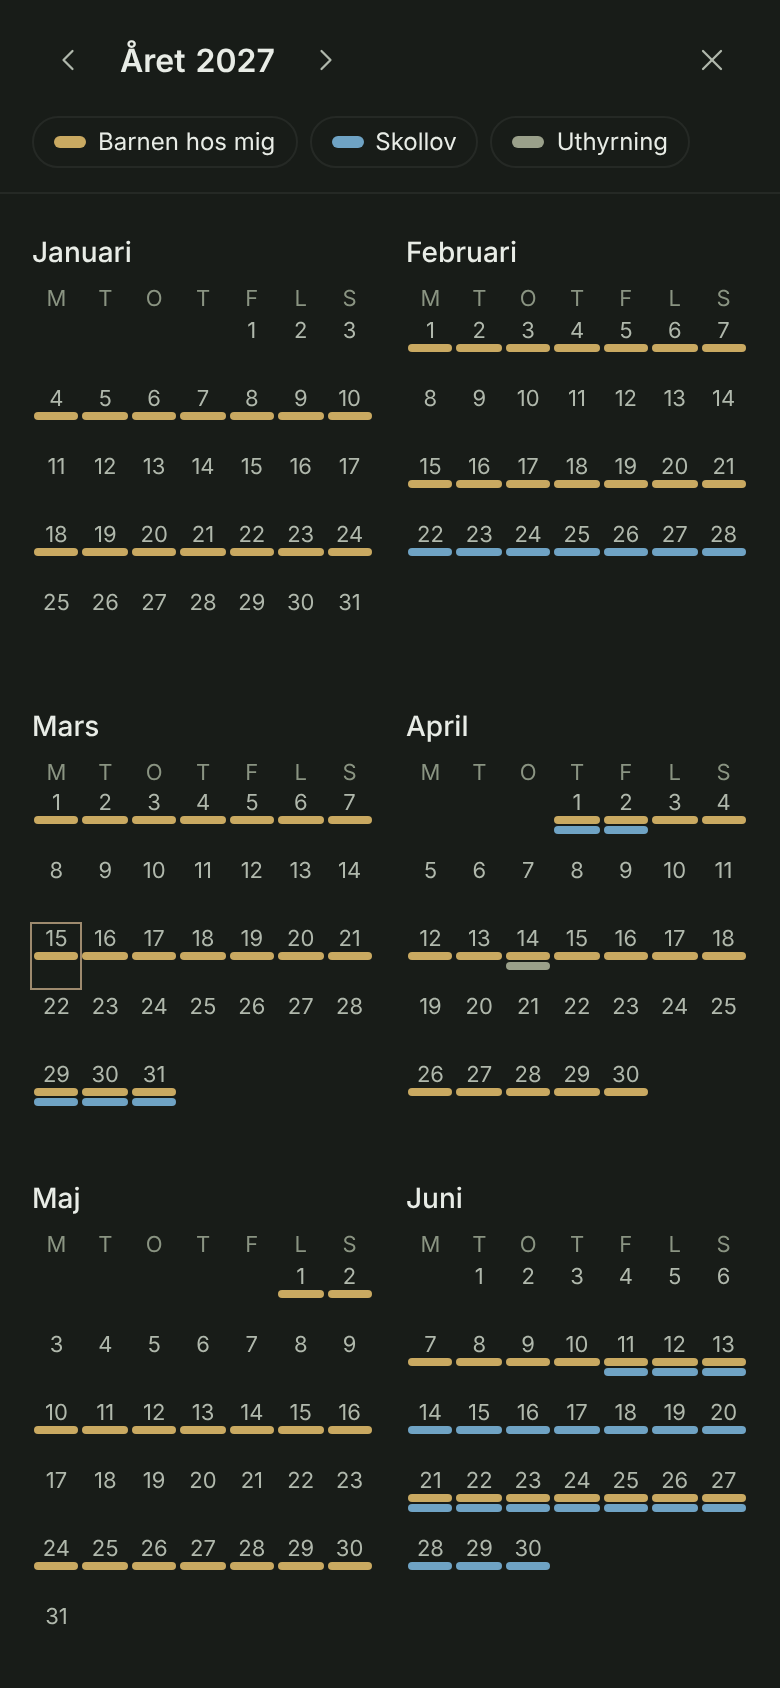 Året 2027
Barnen hos mig
Skollov
Uthyrning
Januari
M T O T F L S
1 2 3
4 5 6 7 8 9 10
11 12 13 14 15 16 17
18 19 20 21 22 23 24
25 26 27 28 29 30 31
Februari
M T O T F L S
1 2 3 4 5 6 7
8 9 10 11 12 13 14
15 16 17 18 19 20 21
22 23 24 25 26 27 28
Mars
M T O T F L S
1 2 3 4 5 6 7
8 9 10 11 12 13 14
15 16 17 18 19 20 21
22 23 24 25 26 27 28
29 30 31
April
M T O T F L S
1 2 3 4
5 6 7 8 9 10 11
12 13 14 15 16 17 18
19 20 21 22 23 24 25
26 27 28 29 30
Maj
M T O T F L S
1 2
3 4 5 6 7 8 9
10 11 12 13 14 15 16
17 18 19 20 21 22 23
24 25 26 27 28 29 30
31
Juni
M T O T F L S
1 2 3 4 5 6
7 8 9 10 11 12 13
14 15 16 17 18 19 20
21 22 23 24 25 26 27
28 29 30